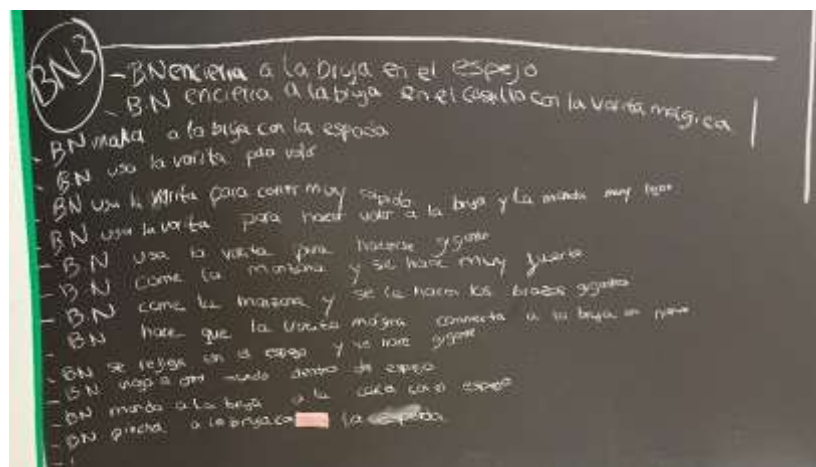 BN3
- BN encierra a la bruja en el espejo
- BN encierra a la bruja en el castillo con la varita mágica
- BN mata a la bruja con la espada
- BN usa la varita para volar
- BN usa la varita para correr muy rápido
- BN usa la varita para hacer volar a la bruja y la manda muy lejos
- BN usa la varita para hacerse gigante
- BN come la manzana y se hace muy fuerte
- BN come la manzana y se le hacen los brazos gigantes
- BN hace que la varita mágica convierta a la bruja en
- BN se refleja en el espejo y se hace gigante
- BN viaja a otro mundo dentro de espejo
- BN manda a la bruja a la con el espejo
- BN pincha a la bruja con la espada